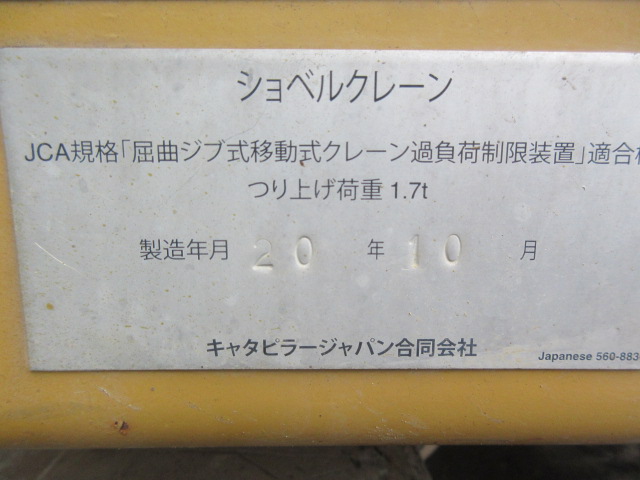 ショベルクレーン
JCA規格「屈曲ジブ式移動式クレーン過負荷制限装置」適合
つり上げ荷重 1.7t
製造年月 20 年 10 月
キャタピラージャパン合同会社
Japanese 560-883